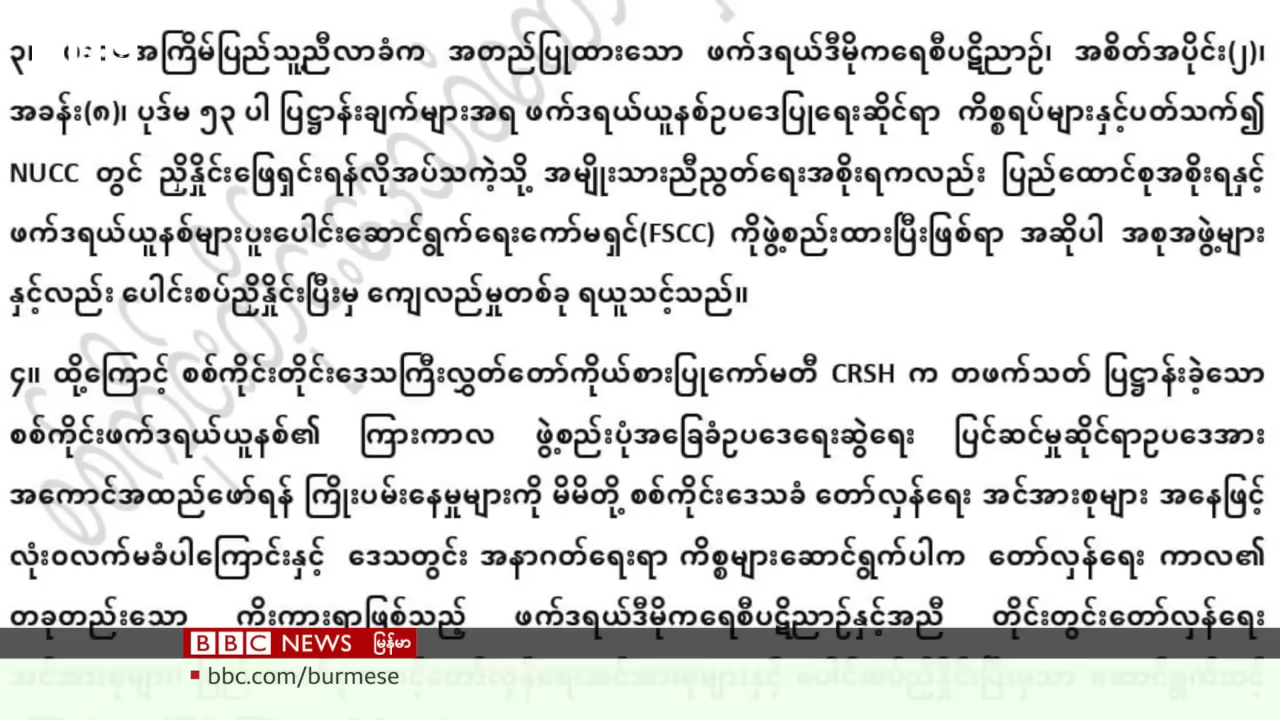 ၃။ အကြိမ်ပြည်သူ့ညီလာခံက အတည်ပြုထားသော ဖက်ဒရယ်ဒီမိုကရေစီပဋိညာဉ်၊ အစိတ်အပိုင်း(၂)၊
အခန်း(၈)၊ ပုဒ်မ ၅၃ ပါ ပြဋ္ဌာန်းချက်များအရ ဖက်ဒရယ်ယူနစ်ဥပဒေပြုရေးဆိုင်ရာ ကိစ္စရပ်များနှင့်ပတ်သက်၍
NUCC တွင် ညှိနှိုင်းဖြေရှင်းရန်လိုအပ်သကဲ့သို့ အမျိုးသားညီညွတ်ရေးအစိုးရကလည်း ပြည်ထောင်စုအစိုးရနှင့်
ဖက်ဒရယ်ယူနစ်များပူးပေါင်းဆောင်ရွက်ရေးကော်မရှင်(FSCC) ကိုဖွဲ့စည်းထားပြီးဖြစ်ရာ အဆိုပါ အစုအဖွဲ့များ
နှင့်လည်း ပေါင်းစပ်ညှိနှိုင်းပြီးမှ ကျေလည်မှုတစ်ခု ရယူသင့်သည်။
၄။ ထို့ကြောင့် စစ်ကိုင်းတိုင်းဒေသကြီးလွှတ်တော်ကိုယ်စားပြုကော်မတီ CRSH က တဖက်သတ် ပြဋ္ဌာန်းခဲ့သော
စစ်ကိုင်းဖက်ဒရယ်ယူနစ်၏ ကြားကာလ ဖွဲ့စည်းပုံအခြေခံဥပဒေရေးဆွဲရေး ပြင်ဆင်မှုဆိုင်ရာဥပဒေအား
အကောင်အထည်ဖော်ရန် ကြိုးပမ်းနေမှုများကို မိမိတို့ စစ်ကိုင်းဒေသခံ တော်လှန်ရေး အင်အားစုများ အနေဖြင့်
လုံးဝလက်မခံပါကြောင်းနှင့် ဒေသတွင်း အနာဂတ်ရေးရာ ကိစ္စများဆောင်ရွက်ပါက တော်လှန်ရေး ကာလ၏
တခုတည်းသော ကိုးကားရာဖြစ်သည့် ဖက်ဒရယ်ဒီမိုကရေစီပဋိညာဉ်နှင့်အညီ တိုင်းတွင်းတော်လှန်ရေး
BBC NEWS မြန်မာ
bbc.com/burmese